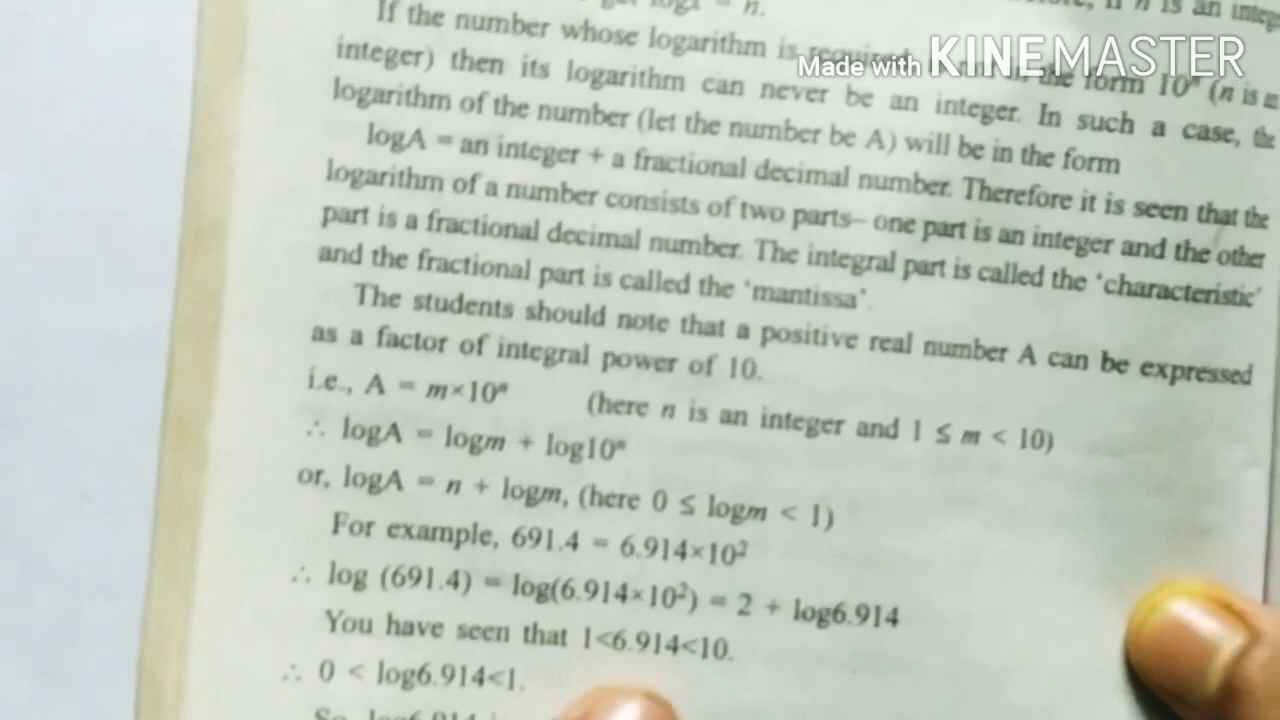 n.
n is an integ
If the number whose logarithm is required the form 10ⁿ (n is an
Made with KINEMASTER
integer) then its logarithm can never be an integer. In such a case, the
logarithm of the number (let the number be A) will be in the form
logA = an integer + a fractional decimal number. Therefore it is seen that the
logarithm of a number consists of two parts– one part is an integer and the other
part is a fractional decimal number. The integral part is called the ‘characteristic’
and the fractional part is called the ‘mantissa’.
The students should note that a positive real number A can be expressed
as a factor of integral power of 10.
i.e., A = m×10ⁿ (here n is an integer and 1 ≤ m < 10)
∴ logA = logm + log10ⁿ
or, logA = n + logm, (here 0 ≤ logm < 1)
For example, 691.4 = 6.914×10²
∴ log (691.4) = log(6.914×10²) = 2 + log6.914
You have seen that 1<6.914<10.
∴ 0 < log6.914<1.